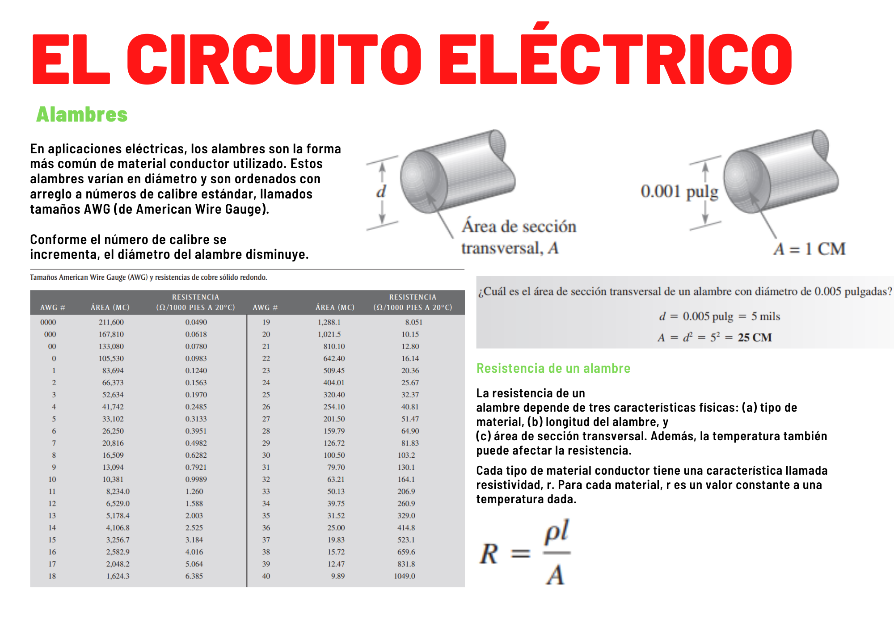 EL CIRCUITO ELÉCTRICO
Alambres
En aplicaciones eléctricas, los alambres son la forma
más común de material conductor utilizado. Estos
alambres varían en diámetro y son ordenados con
arreglo a números de calibre estándar, llamados
tamaños AWG (de American Wire Gauge).
Conforme el número de calibre se
incrementa, el diámetro del alambre disminuye.
d
Área de sección
transversal, A
0.001 pulg
A = 1 CM
Tamaños American Wire Gauge (AWG) y resistencias de cobre sólido redondo.
RESISTENCIA RESISTENCIA
AWG # ÁREA (MC) (Ω/1000 PIES A 20°C) AWG # ÁREA (MC) (Ω/1000 PIES A 20°C)
0000 211,600 0.0490 19 1,288.1 8.051
000 167,810 0.0618 20 1,021.5 10.15
00 133,080 0.0780 21 810.10 12.80
0 105,530 0.0983 22 642.40 16.14
1 83,694 0.1240 23 509.45 20.36
2 66,373 0.1563 24 404.01 25.67
3 52,634 0.1970 25 320.40 32.37
4 41,742 0.2485 26 254.10 40.81
5 33,102 0.3133 27 201.50 51.47
6 26,250 0.3951 28 159.79 64.90
7 20,816 0.4982 29 126.72 81.83
8 16,509 0.6282 30 100.50 103.2
9 13,094 0.7921 31 79.70 130.1
10 10,381 0.9989 32 63.21 164.1
11 8,234.0 1.260 33 50.13 206.9
12 6,529.0 1.588 34 39.75 260.9
13 5,178.4 2.003 35 31.52 329.0
14 4,106.8 2.525 36 25.00 414.8
15 3,256.7 3.184 37 19.83 523.1
16 2,582.9 4.016 38 15.72 659.6
17 2,048.2 5.064 39 12.47 831.8
18 1,624.3 6.385 40 9.89 1049.0
¿Cuál es el área de sección transversal de un alambre con diámetro de 0.005 pulgadas?
d = 0.005 pulg = 5 mils
A = d² = 5² = 25 CM
Resistencia de un alambre
La resistencia de un
alambre depende de tres características físicas: (a) tipo de
material, (b) longitud del alambre, y
(c) área de sección transversal. Además, la temperatura también
puede afectar la resistencia.
Cada tipo de material conductor tiene una característica llamada
resistividad, r. Para cada material, r es un valor constante a una
temperatura dada.
R = ρl / A